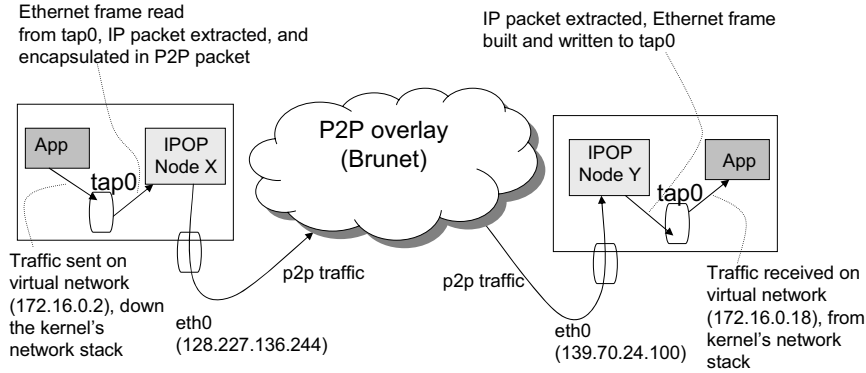 Ethernet frame read
from tap0, IP packet extracted, and
encapsulated in P2P packet
IP packet extracted, Ethernet frame
built and written to tap0
App
IPOP
Node X
tap0
P2P overlay
(Brunet)
IPOP
Node Y
App
tap0
Traffic sent on
virtual network
(172.16.0.2), down
the kernel's
network stack
p2p traffic
eth0
(128.227.136.244)
p2p traffic
eth0
(139.70.24.100)
Traffic received on
virtual network
(172.16.0.18), from
kernel's network
stack